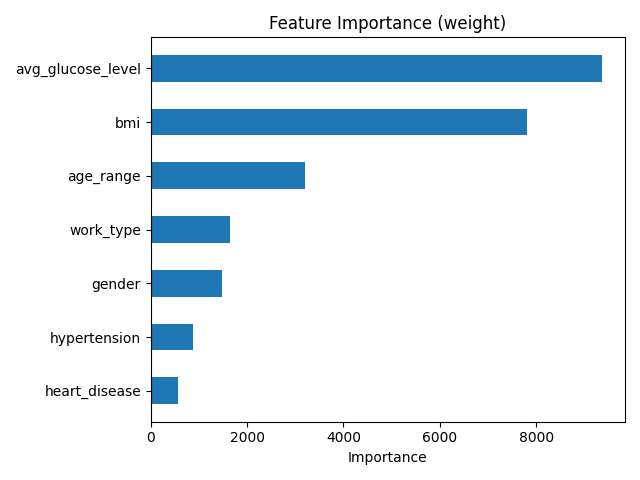 Feature Importance (weight)
avg_glucose_level
bmi
age_range
work_type
gender
hypertension
heart_disease
0 2000 4000 6000 8000
Importance